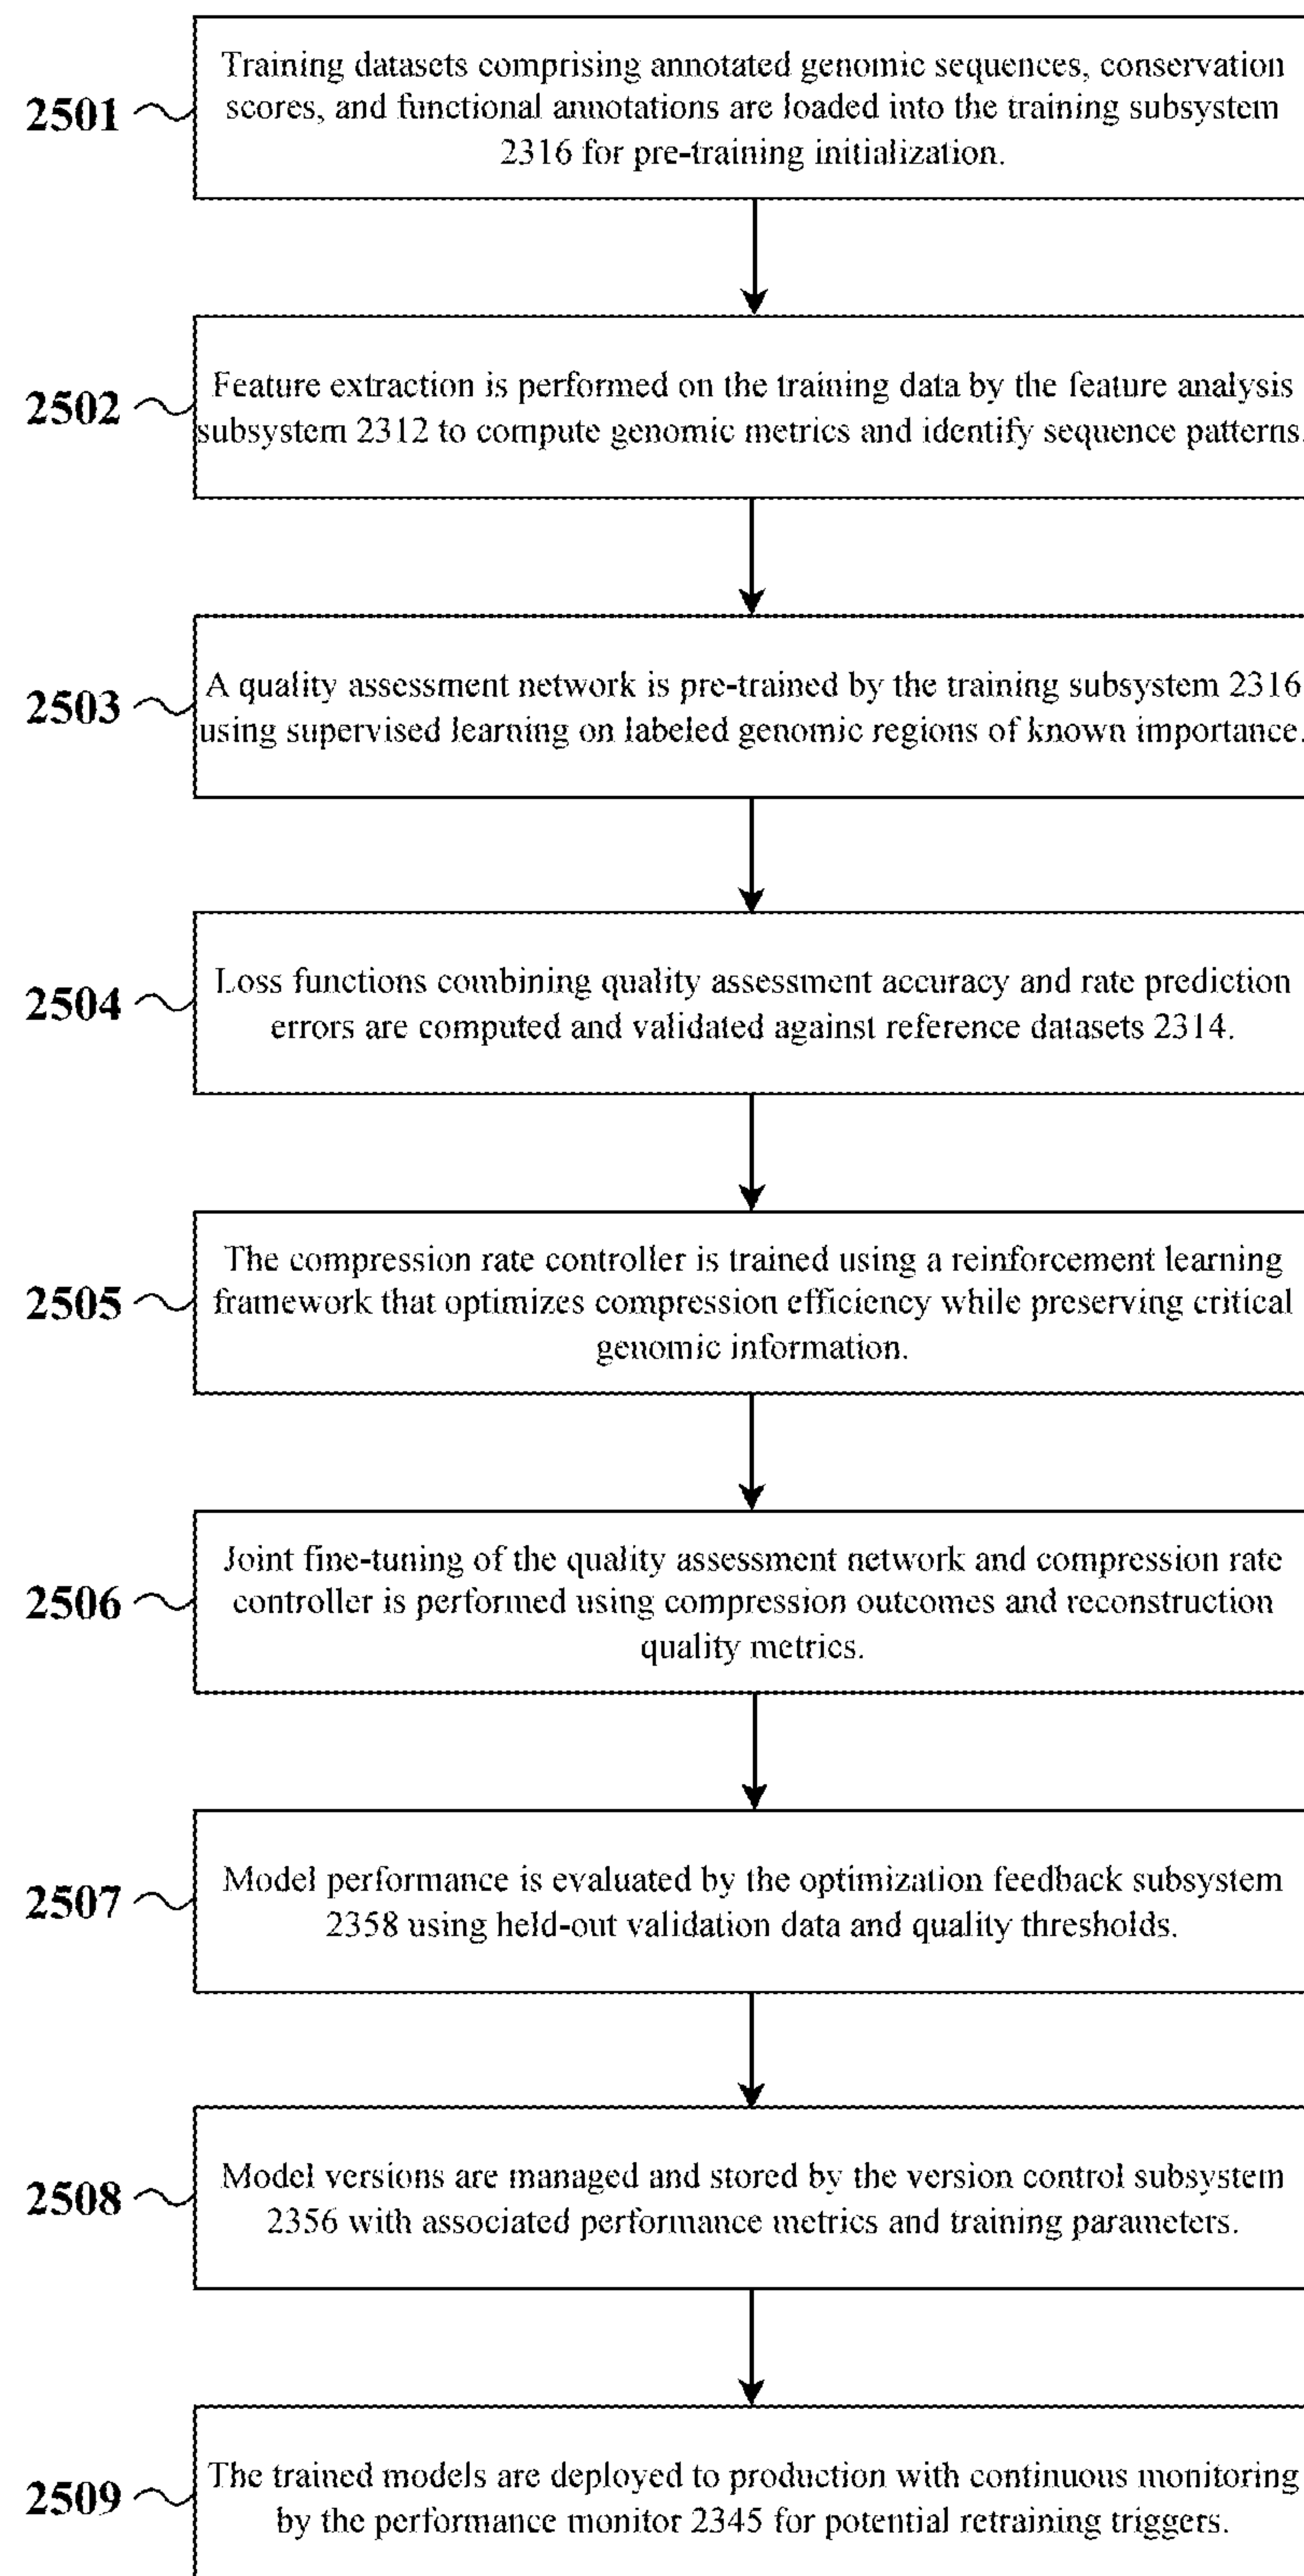 2501
Training datasets comprising annotated genomic sequences, conservation
scores, and functional annotations are loaded into the training subsystem
2316 for pre-training initialization.
2502
Feature extraction is performed on the training data by the feature analysis
subsystem 2312 to compute genomic metrics and identify sequence patterns.
2503
A quality assessment network is pre-trained by the training subsystem 2316
using supervised learning on labeled genomic regions of known importance.
2504
Loss functions combining quality assessment accuracy and rate prediction
errors are computed and validated against reference datasets 2314.
2505
The compression rate controller is trained using a reinforcement learning
framework that optimizes compression efficiency while preserving critical
genomic information.
2506
Joint fine-tuning of the quality assessment network and compression rate
controller is performed using compression outcomes and reconstruction
quality metrics.
2507
Model performance is evaluated by the optimization feedback subsystem
2358 using held-out validation data and quality thresholds.
2508
Model versions are managed and stored by the version control subsystem
2356 with associated performance metrics and training parameters.
2509
The trained models are deployed to production with continuous monitoring
by the performance monitor 2345 for potential retraining triggers.